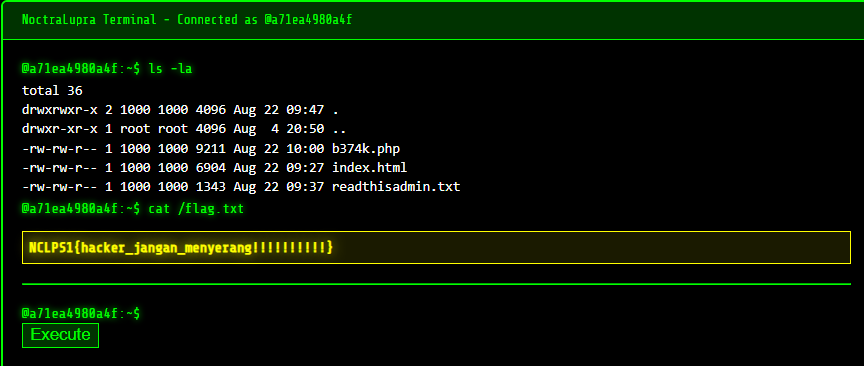 NoctraLupra Terminal - Connected as @a71ea4980a4f
@a71ea4980a4f:~$ ls -la
total 36
drwxrwxr-x 2 1000 1000 4096 Aug 22 09:47 .
drwxr-xr-x 1 root root 4096 Aug  4 20:50 ..
-rw-rw-r-- 1 1000 1000 9211 Aug 22 10:00 b374k.php
-rw-rw-r-- 1 1000 1000 6904 Aug 22 09:27 index.html
-rw-rw-r-- 1 1000 1000 1343 Aug 22 09:37 readthisadmin.txt
@a71ea4980a4f:~$ cat /flag.txt
NCLPS1{hacker_jangan_menyerang!!!!!!!!!!}
@a71ea4980a4f:~$
Execute